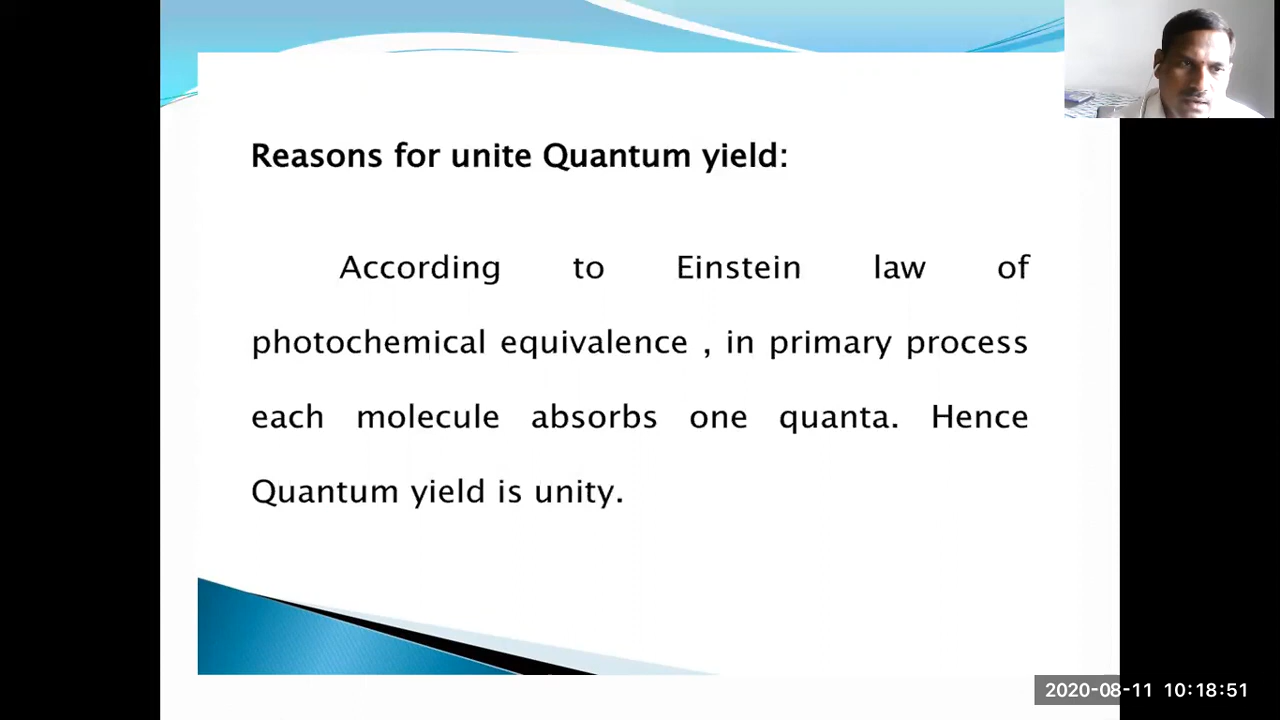 Reasons for unite Quantum yield:
According to Einstein law of
photochemical equivalence , in primary process
each molecule absorbs one quanta. Hence
Quantum yield is unity.
2020-08-11 10:18:51